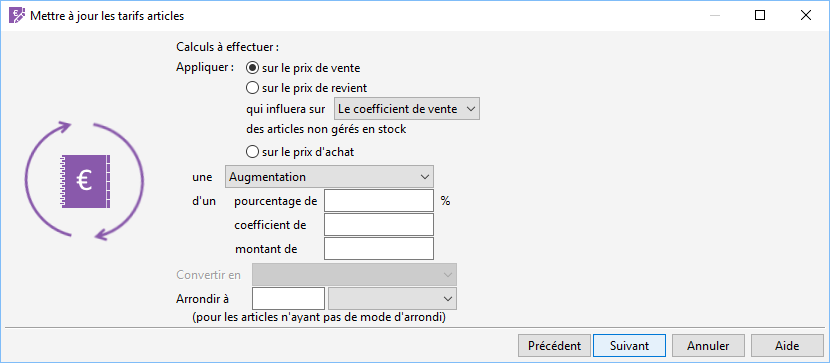 Mettre à jour les tarifs articles
Calculs à effectuer :
Appliquer : sur le prix de vente
sur le prix de revient
qui influera sur Le coefficient de vente
des articles non gérés en stock
sur le prix d'achat
une Augmentation
d'un pourcentage de %
coefficient de
montant de
Convertir en
Arrondir à
(pour les articles n'ayant pas de mode d'arrondi)
Précédent Suivant Annuler Aide